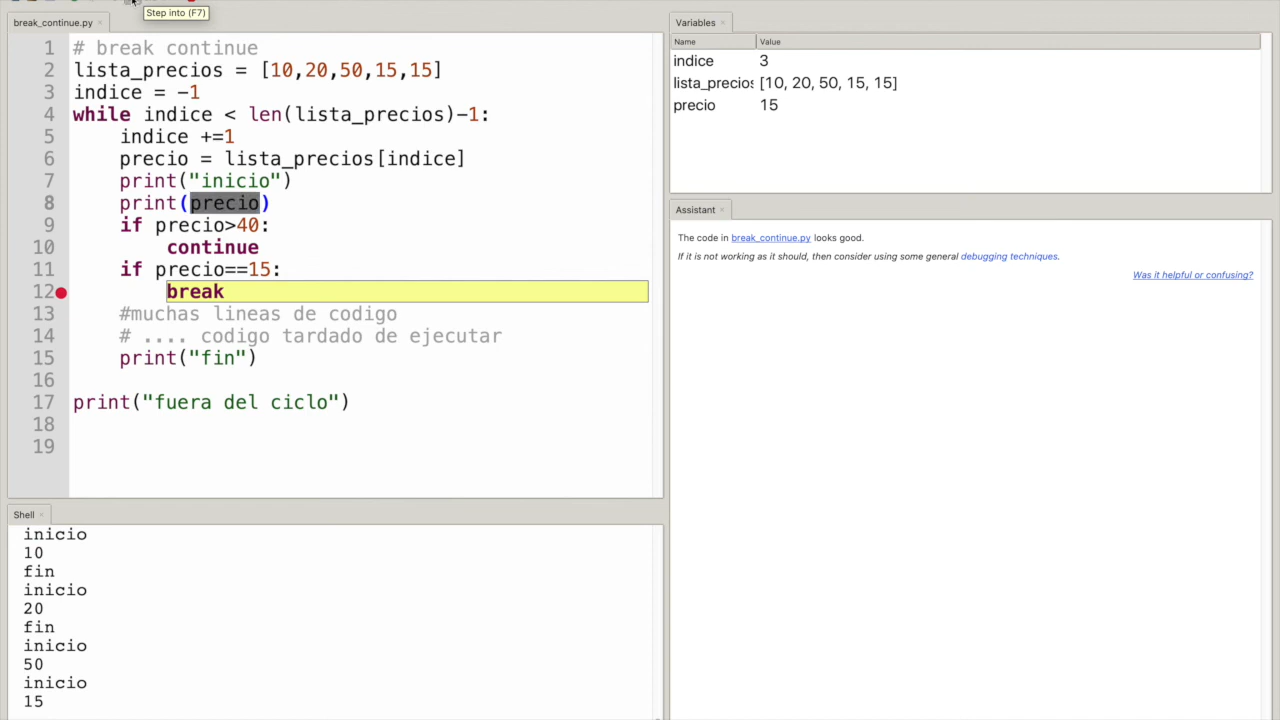 Step into (F7)
break_continue.py ×
1 # break continue
2 lista_precios = [10,20,50,15,15]
3 indice = -1
4 while indice < len(lista_precios)-1:
5     indice +=1
6     precio = lista_precios[indice]
7     print("inicio")
8     print(precio)
9     if precio>40:
10         continue
11     if precio==15:
12         break
13     #muchas lineas de codigo
14     # .... codigo tardado de ejecutar
15     print("fin")
16
17 print("fuera del ciclo")
18
19
Shell ×
inicio
10
fin
inicio
20
fin
inicio
50
inicio
15
Variables ×
Name Value
indice 3
lista_precios [10, 20, 50, 15, 15]
precio 15
Assistant ×
The code in break_continue.py looks good.
If it is not working as it should, then consider using some general debugging techniques.
Was it helpful or confusing?